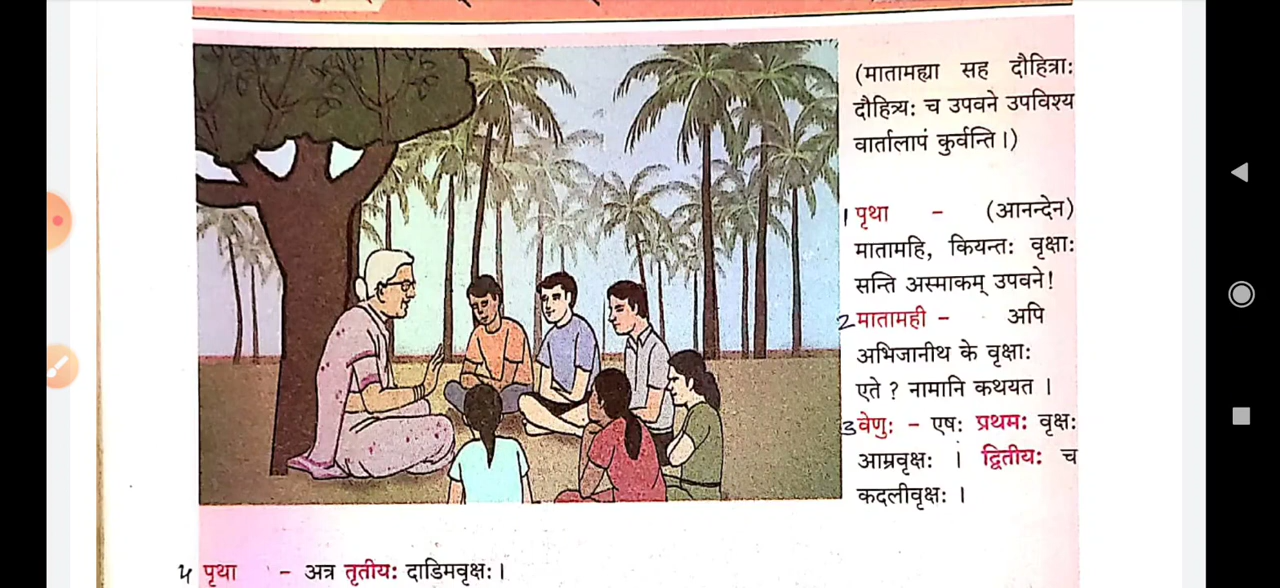 (मातामह्या सह दौहित्राः
दौहित्र्यः च उपवने उपविश्य
वार्तालापं कुर्वन्ति।)
1 पृथा - (आनन्देन)
मातामहि, कियन्तः वृक्षाः
सन्ति अस्माकम् उपवने!
2 मातामही - अपि
अभिजानीथ के वृक्षाः
एते ? नामानि कथयत ।
3 वेणुः - एषः प्रथमः वृक्षः
आम्रवृक्षः । द्वितीयः च
कदलीवृक्षः ।
4 पृथा - अत्र तृतीयः दाडिमवृक्षः।